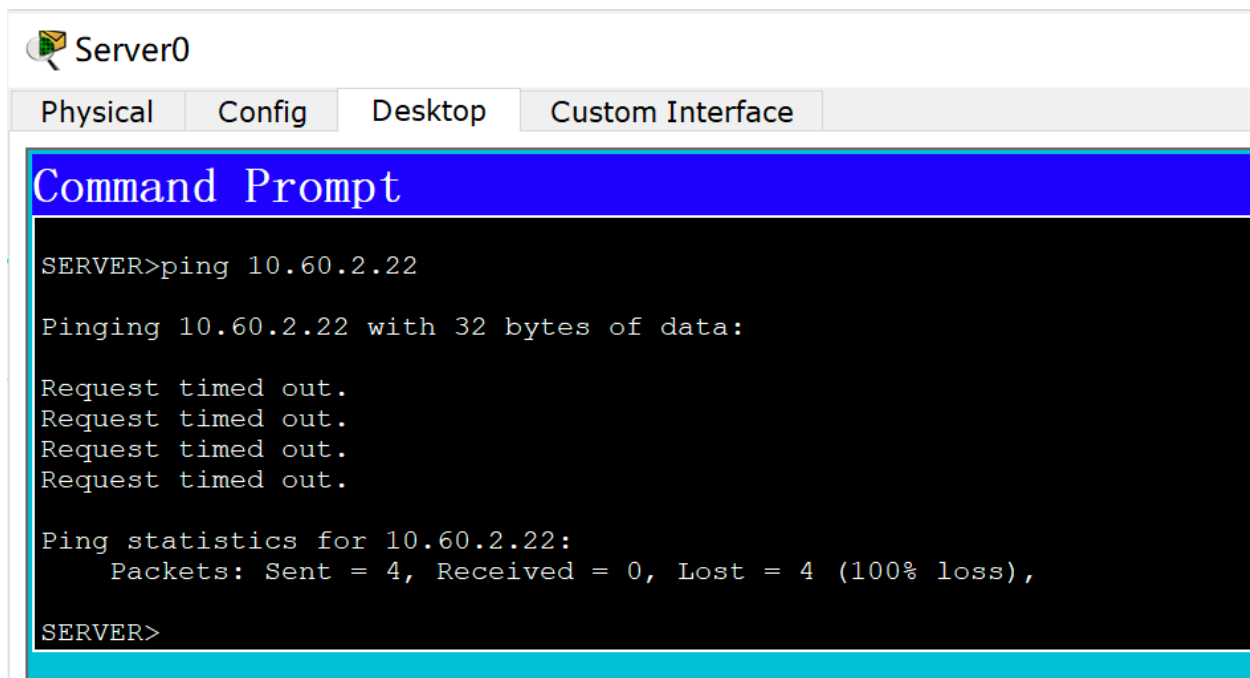 Server0
Physical Config Desktop Custom Interface
Command Prompt
SERVER>ping 10.60.2.22
Pinging 10.60.2.22 with 32 bytes of data:
Request timed out.
Request timed out.
Request timed out.
Request timed out.
Ping statistics for 10.60.2.22:
    Packets: Sent = 4, Received = 0, Lost = 4 (100% loss),
SERVER>